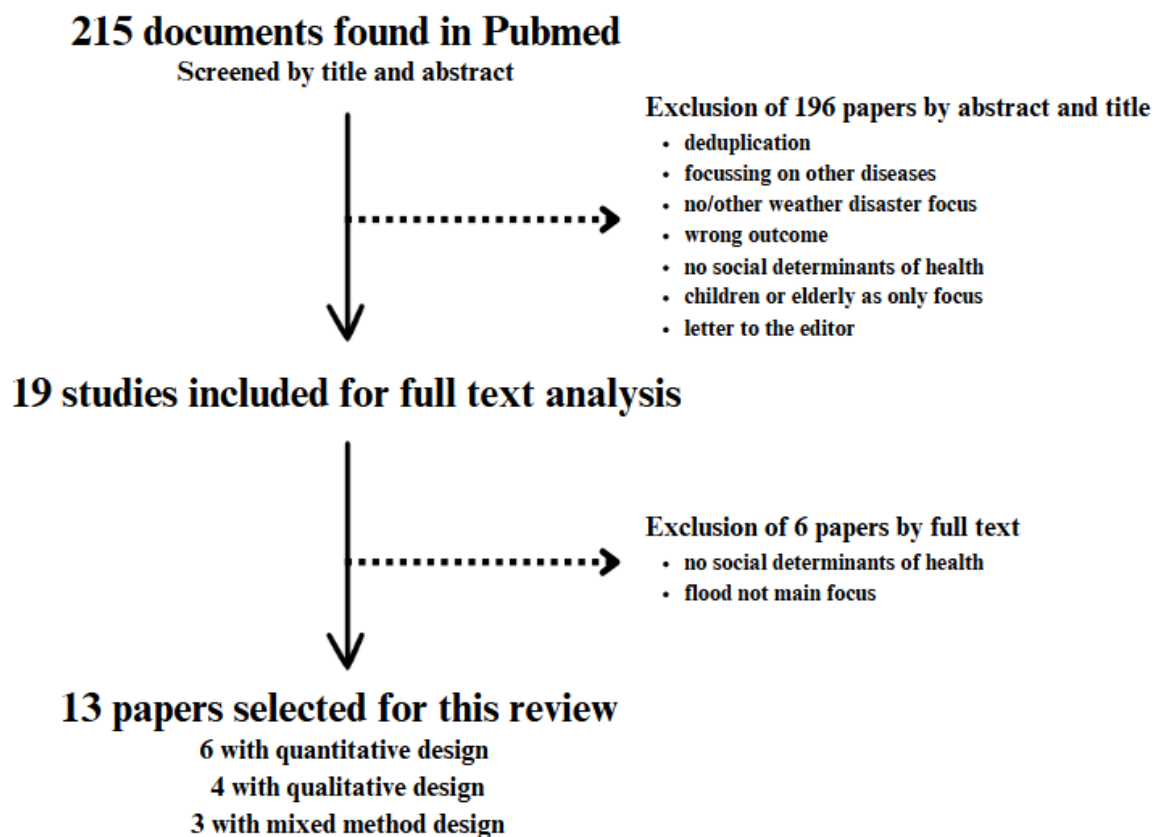 215 documents found in Pubmed
Screened by title and abstract
Exclusion of 196 papers by abstract and title
• deduplication
• focussing on other diseases
• no/other weather disaster focus
• wrong outcome
• no social determinants of health
• children or elderly as only focus
• letter to the editor
19 studies included for full text analysis
Exclusion of 6 papers by full text
• no social determinants of health
• flood not main focus
13 papers selected for this review
6 with quantitative design
4 with qualitative design
3 with mixed method design